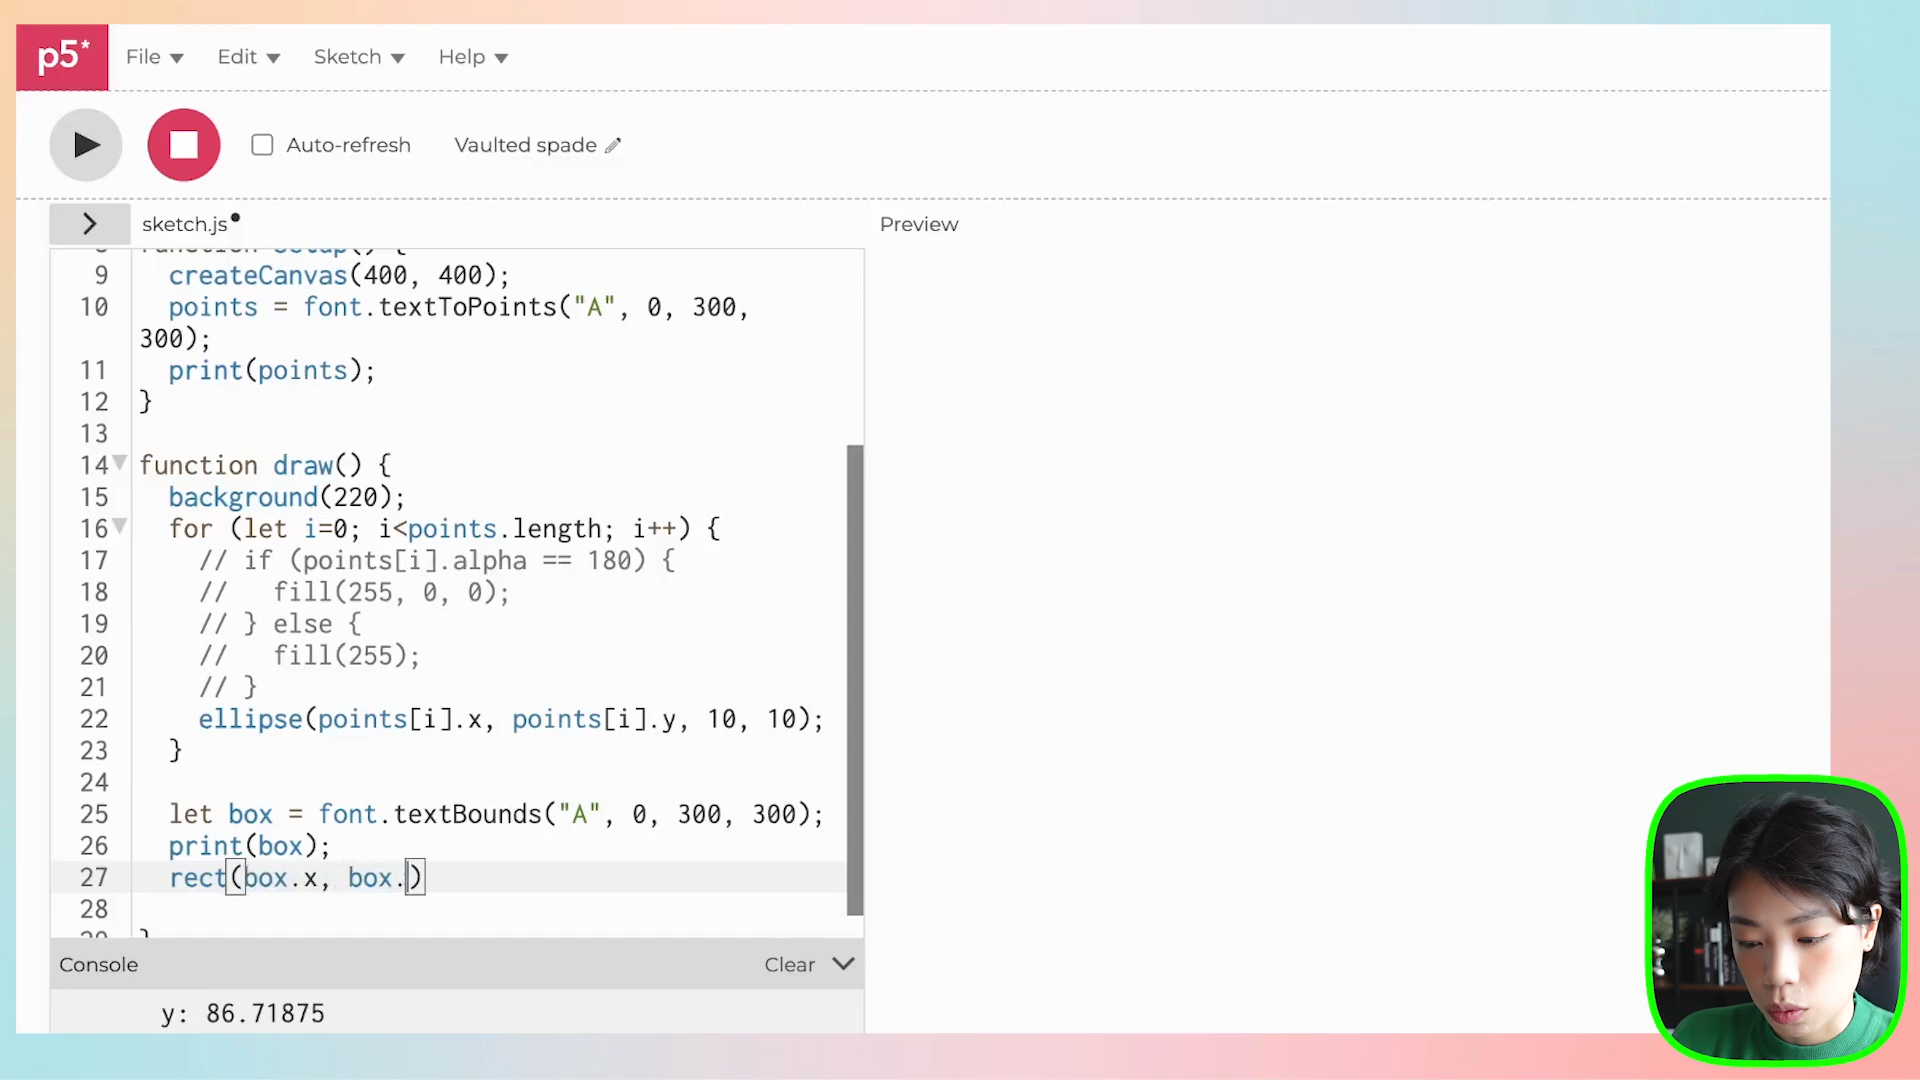 p5*
File
Edit
Sketch
Help
Auto-refresh
Vaulted spade
sketch.js
Preview
function setup() {
9 createCanvas(400, 400);
10 points = font.textToPoints("A", 0, 300,
300);
11 print(points);
12 }
13
14 function draw() {
15 background(220);
16 for (let i=0; i<points.length; i++) {
17 // if (points[i].alpha == 180) {
18 // fill(255, 0, 0);
19 // } else {
20 // fill(255);
21 // }
22 ellipse(points[i].x, points[i].y, 10, 10);
23 }
24
25 let box = font.textBounds("A", 0, 300, 300);
26 print(box);
27 rect(box.x, box.)
28
Console
Clear
y: 86.71875